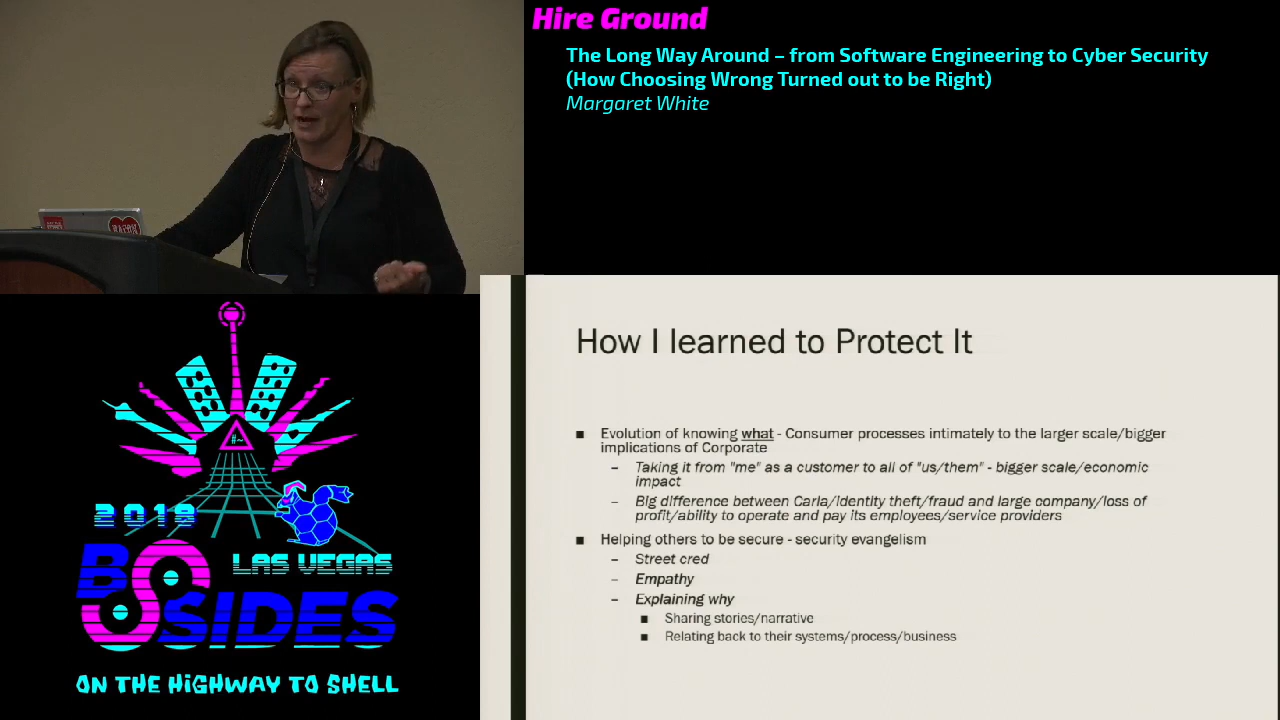 Hire Ground
The Long Way Around – from Software Engineering to Cyber Security
(How Choosing Wrong Turned out to be Right)
Margaret White
BACON
#~
2019
LAS VEGAS
BSIDES
ON THE HIGHWAY TO SHELL
How I learned to Protect It
■ Evolution of knowing what - Consumer processes intimately to the larger scale/bigger
implications of Corporate
– Taking it from "me" as a customer to all of "us/them" - bigger scale/economic
impact
– Big difference between Carla/identity theft/fraud and large company/loss of
profit/ability to operate and pay its employees/service providers
■ Helping others to be secure - security evangelism
– Street cred
– Empathy
– Explaining why
■ Sharing stories/narrative
■ Relating back to their systems/process/business